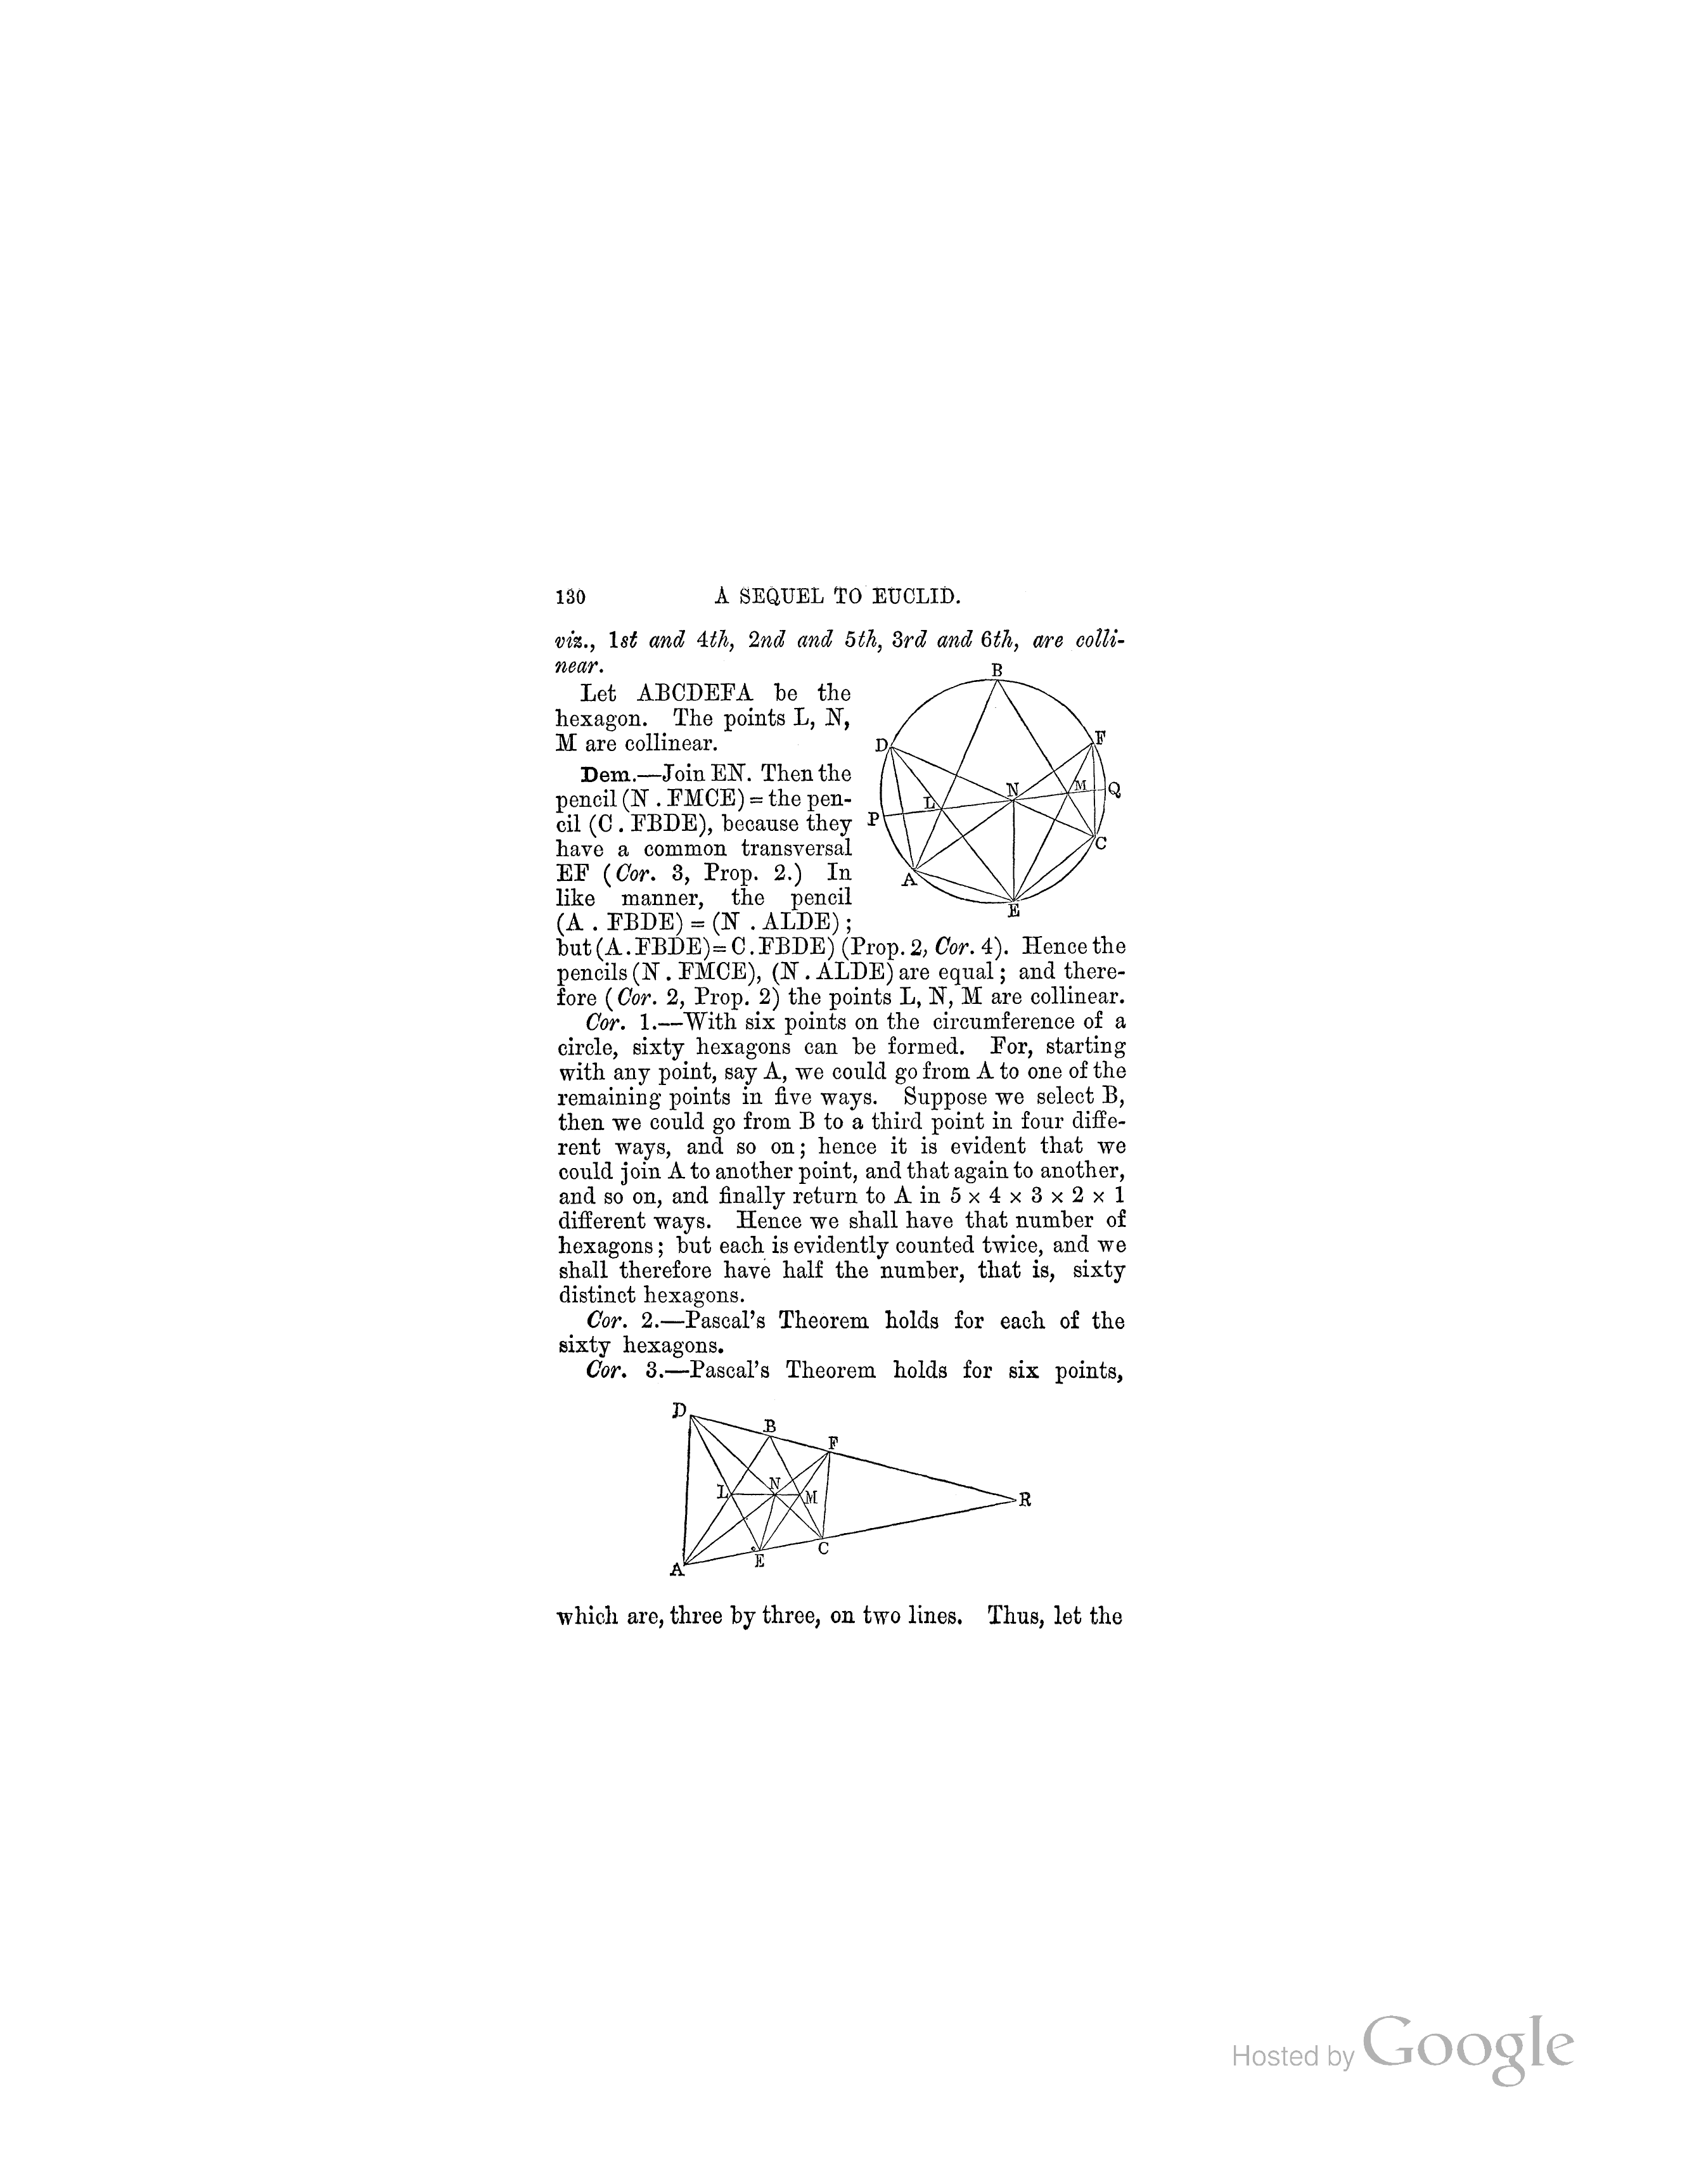 130 A SEQUEL TO EUCLID.
viz., 1st and 4th, 2nd and 5th, 3rd and 6th, are colli-
near.
Let ABCDEFA be the
hexagon. The points L, N,
M are collinear.
Dem.—Join EN. Then the
pencil (N . FMCE) = the pen-
cil (C . FBDE), because they
have a common transversal
EF (Cor. 3, Prop. 2.) In
like manner, the pencil
(A . FBDE) = (N . ALDE) ;
B
D
F
N
M
Q
L
P
C
A
E
but (A.FBDE)= C.FBDE) (Prop. 2, Cor. 4). Hence the
pencils (N . FMCE), (N . ALDE) are equal ; and there-
fore (Cor. 2, Prop. 2) the points L, N, M are collinear.
Cor. 1.—With six points on the circumference of a
circle, sixty hexagons can be formed. For, starting
with any point, say A, we could go from A to one of the
remaining points in five ways. Suppose we select B,
then we could go from B to a third point in four diffe-
rent ways, and so on ; hence it is evident that we
could join A to another point, and that again to another,
and so on, and finally return to A in 5 × 4 × 3 × 2 × 1
different ways. Hence we shall have that number of
hexagons ; but each is evidently counted twice, and we
shall therefore have half the number, that is, sixty
distinct hexagons.
Cor. 2.—Pascal's Theorem holds for each of the
sixty hexagons.
Cor. 3.—Pascal's Theorem holds for six points,
D
B
F
N
L
M
R
C
E
A
which are, three by three, on two lines. Thus, let the
Hosted by Google